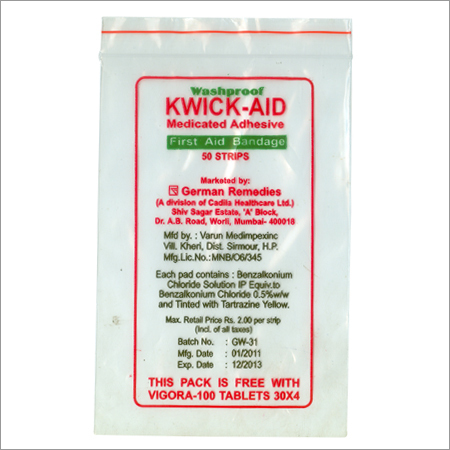 Washproof
KWICK-AID
Medicated Adhesive
First Aid Bandage
50 STRIPS
Marketed by:
German Remedies
(A division of Cadila Healthcare Ltd.)
Shiv Sagar Estate, 'A' Block,
Dr. A.B. Road, Worli, Mumbai- 400018
Mfd by. : Varun Medimpexinc
Vill. Kheri, Dist. Sirmour, H.P.
Mfg.Lic.No.:MNB/O6/345
Each pad contains : Benzalkonium
Chloride Solution IP Equiv.to
Benzalkonium Chloride 0.5%w/w
and Tinted with Tartrazine Yellow.
Max. Retail Price Rs. 2.00 per strip
(Incl. of all taxes)
Batch No. : GW-31
Mfg. Date : 01/2011
Exp. Date : 12/2013
THIS PACK IS FREE WITH
VIGORA-100 TABLETS 30X4